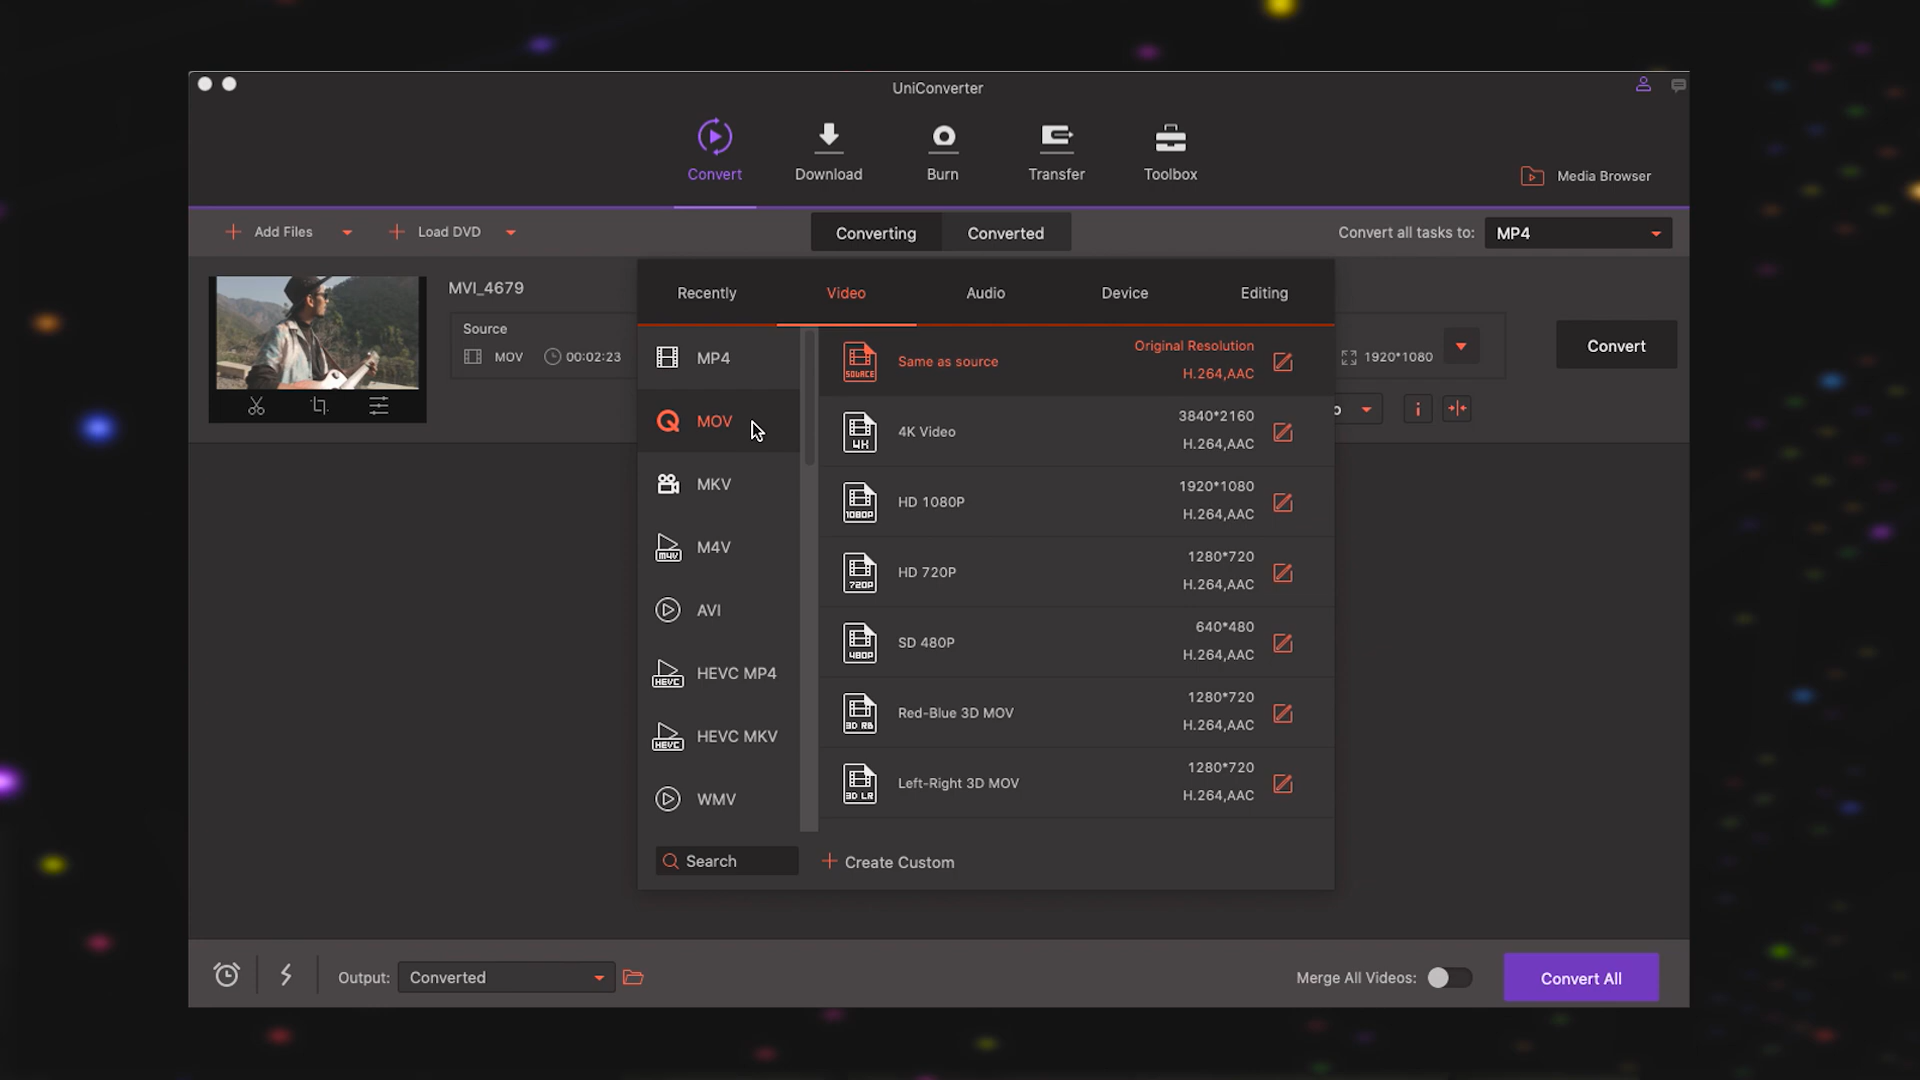 UniConverter
Convert
Download
Burn
Transfer
Toolbox
Media Browser
Add Files
Load DVD
Converting
Converted
Convert all tasks to:
MP4
MVI_4679
Source
MOV
00:02:23
1920*1080
Convert
Recently
Video
Audio
Device
Editing
MP4
MOV
MKV
M4V
AVI
HEVC MP4
HEVC MKV
WMV
Same as source
Original Resolution
H.264,AAC
4K Video
3840*2160
H.264,AAC
HD 1080P
1920*1080
H.264,AAC
HD 720P
1280*720
H.264,AAC
SD 480P
640*480
H.264,AAC
Red-Blue 3D MOV
1280*720
H.264,AAC
Left-Right 3D MOV
1280*720
H.264,AAC
Search
Create Custom
Output:
Converted
Merge All Videos:
Convert All